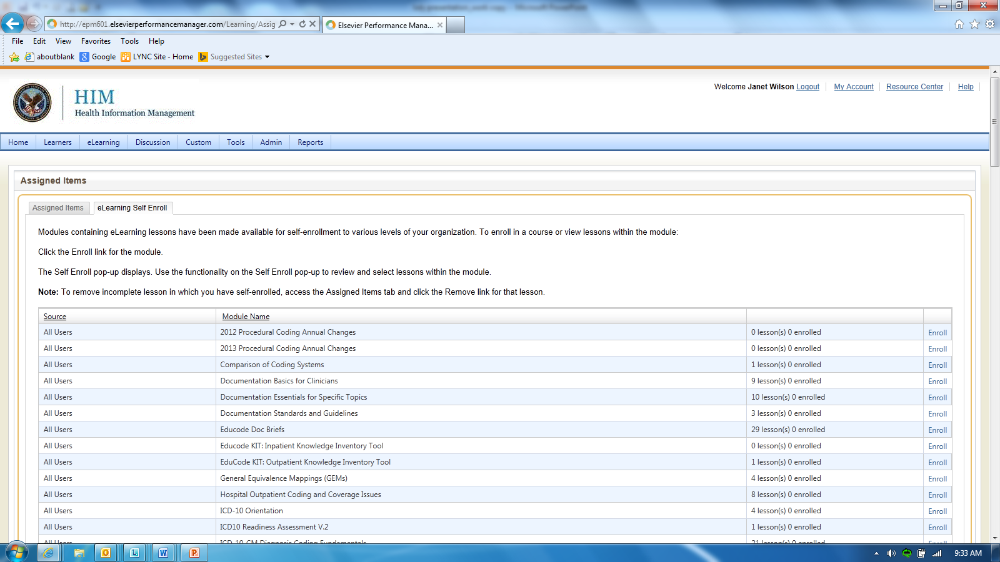 http://epm601.elsevierperformancemanager.com/Learning/Assig
Elsevier Performance Mana...
File Edit View Favorites Tools Help
aboutblank Google LYNC Site - Home Suggested Sites
HIM
Health Information Management
Welcome Janet Wilson Logout My Account Resource Center Help
Home Learners eLearning Discussion Custom Tools Admin Reports
Assigned Items
Assigned Items eLearning Self Enroll
Modules containing eLearning lessons have been made available for self-enrollment to various levels of your organization. To enroll in a course or view lessons within the module:
Click the Enroll link for the module.
The Self Enroll pop-up displays. Use the functionality on the Self Enroll pop-up to review and select lessons within the module.
Note: To remove incomplete lesson in which you have self-enrolled, access the Assigned Items tab and click the Remove link for that lesson.
Source Module Name
All Users 2012 Procedural Coding Annual Changes 0 lesson(s) 0 enrolled Enroll
All Users 2013 Procedural Coding Annual Changes 0 lesson(s) 0 enrolled Enroll
All Users Comparison of Coding Systems 1 lesson(s) 0 enrolled Enroll
All Users Documentation Basics for Clinicians 9 lesson(s) 0 enrolled Enroll
All Users Documentation Essentials for Specific Topics 10 lesson(s) 0 enrolled Enroll
All Users Documentation Standards and Guidelines 3 lesson(s) 0 enrolled Enroll
All Users Educode Doc Briefs 29 lesson(s) 0 enrolled Enroll
All Users Educode KIT: Inpatient Knowledge Inventory Tool 0 lesson(s) 0 enrolled Enroll
All Users EduCode KIT: Outpatient Knowledge Inventory Tool 1 lesson(s) 0 enrolled Enroll
All Users General Equivalence Mappings (GEMs) 4 lesson(s) 0 enrolled Enroll
All Users Hospital Outpatient Coding and Coverage Issues 8 lesson(s) 0 enrolled Enroll
All Users ICD-10 Orientation 4 lesson(s) 0 enrolled Enroll
All Users ICD10 Readiness Assessment V.2 1 lesson(s) 0 enrolled Enroll
All Users ICD-10-CM Diagnosis Coding Fundamentals 21 lesson(s) 0 enrolled Enroll
9:33 AM